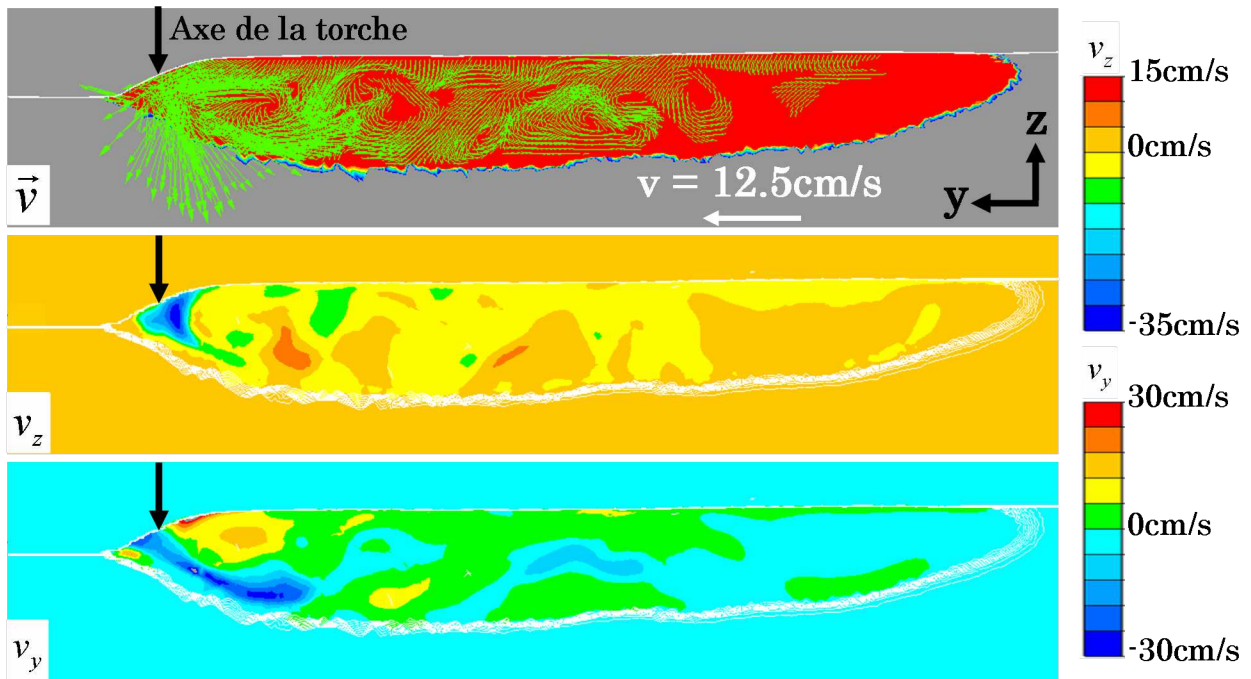 Axe de la torche
v = 12.5cm/s
z
y
v⃗
v_z
v_y
v_z
15cm/s
0cm/s
-35cm/s
v_y
30cm/s
0cm/s
-30cm/s